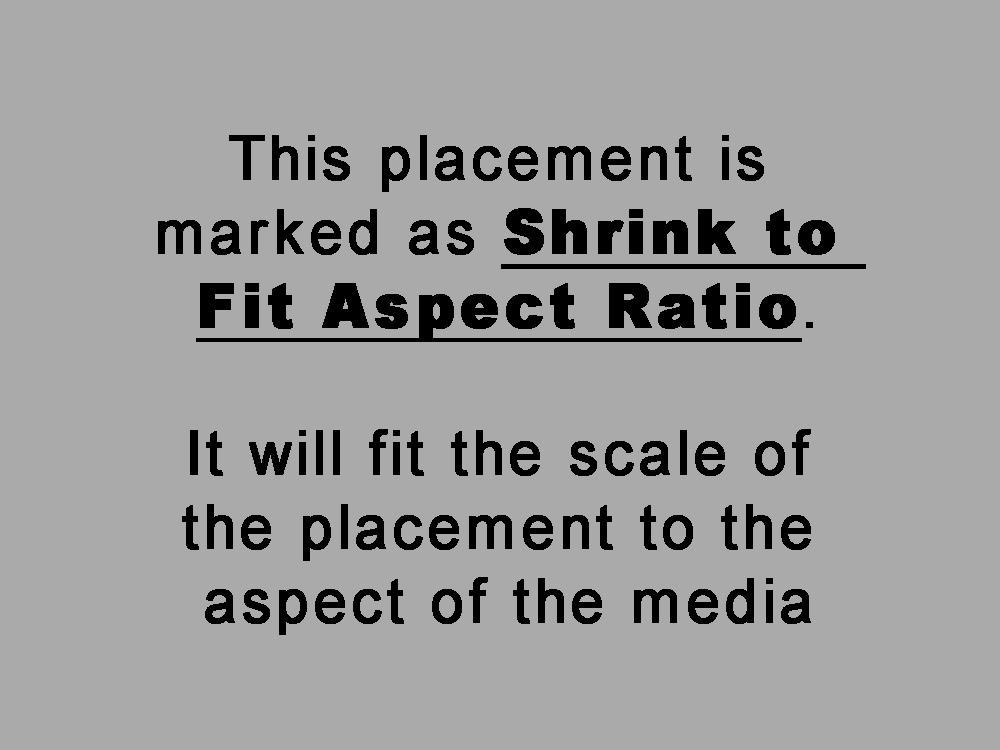 This placement is
marked as Shrink to
Fit Aspect Ratio.
It will fit the scale of
the placement to the
aspect of the media